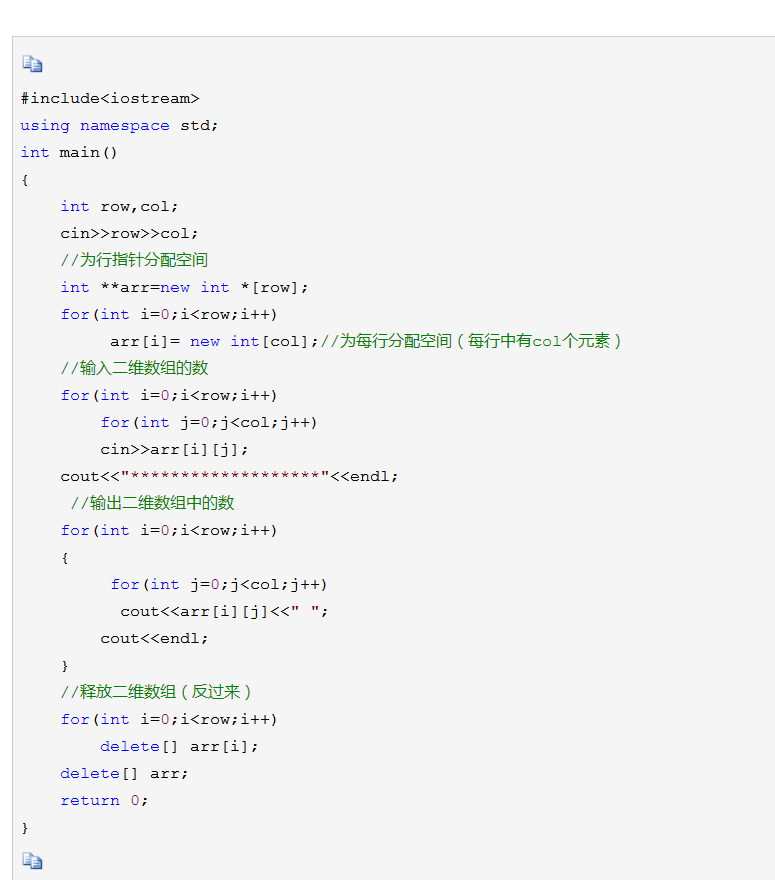 #include<iostream>
using namespace std;
int main()
{
    int row,col;
    cin>>row>>col;
    //为行指针分配空间
    int **arr=new int *[row];
    for(int i=0;i<row;i++)
         arr[i]= new int[col];//为每行分配空间（每行中有col个元素）
    //输入二维数组的数
    for(int i=0;i<row;i++)
        for(int j=0;j<col;j++)
        cin>>arr[i][j];
    cout<<"*******************"<<endl;
     //输出二维数组中的数
    for(int i=0;i<row;i++)
    {
         for(int j=0;j<col;j++)
          cout<<arr[i][j]<<" ";
        cout<<endl;
    }
    //释放二维数组（反过来）
    for(int i=0;i<row;i++)
        delete[] arr[i];
    delete[] arr;
    return 0;
}